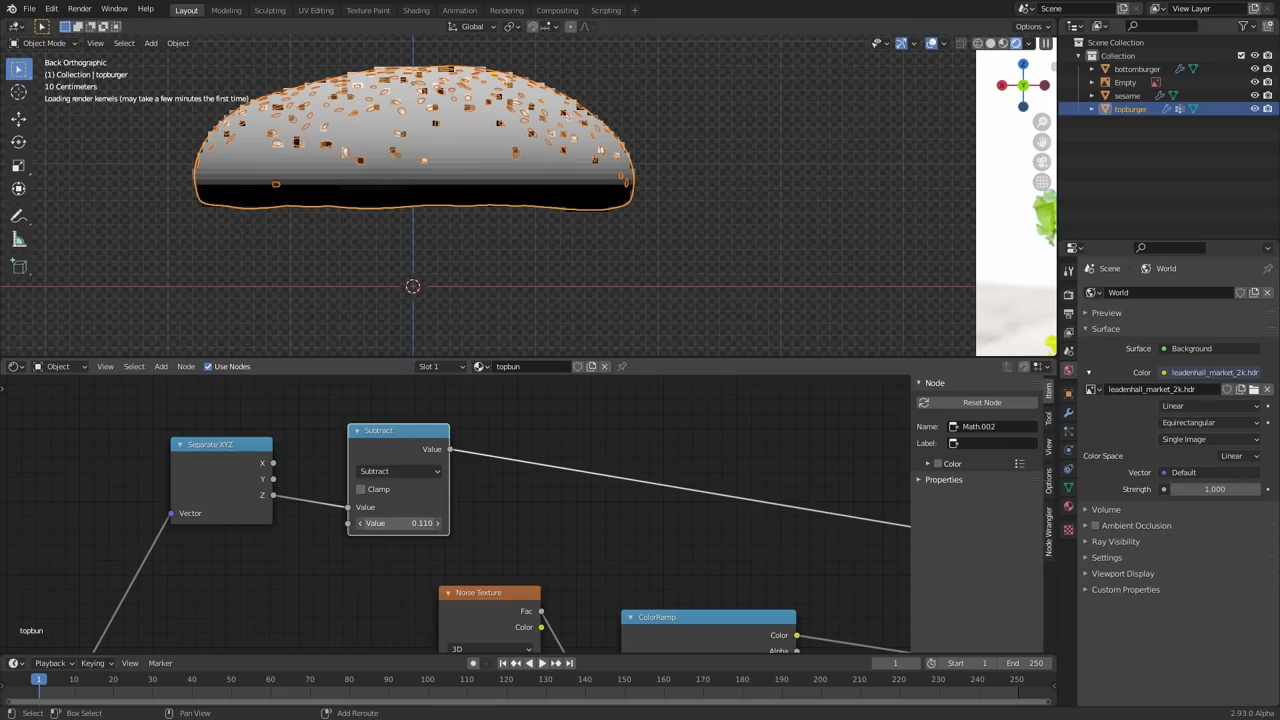 File Edit Render Window Help Layout Modeling Sculpting UV Editing Texture Paint Shading Animation Rendering Compositing Scripting + Scene View Layer
Global Options
Object Mode View Select Add Object
Back Orthographic
(1) Collection | topburger
10 Centimeters
Loading render kernels (may take a few minutes the first time)
Z
X Y
Scene Collection
Collection
bottomburger
Empty
sesame
topburger
Scene World
World
Preview
Surface
Surface Background
Color leadenhall_market_2k.hdr
leadenhall_market_2k.hdr
Linear
Equirectangular
Single Image
Color Space Linear
Vector Default
Strength 1.000
Volume
Ambient Occlusion
Ray Visibility
Settings
Viewport Display
Custom Properties
Object View Select Add Node Use Nodes Slot 1 topbun
Separate XYZ
X
Y
Z
Vector
Subtract
Value
Subtract
Clamp
Value
Value 0.110
Noise Texture
Fac
Color
3D
ColorRamp
Color
Alpha
Node
Reset Node
Name: Math.002
Label:
Color
Properties
Item
Tool
View
Options
Node Wrangler
topbun
Playback Keying View Marker 1 Start 1 End 250
1 10 20 30 40 50 60 70 80 90 100 110 120 130 140 150 160 170 180 190 200 210 220 230 240 250
Select Box Select Pan View Add Reroute 2.93.0 Alpha